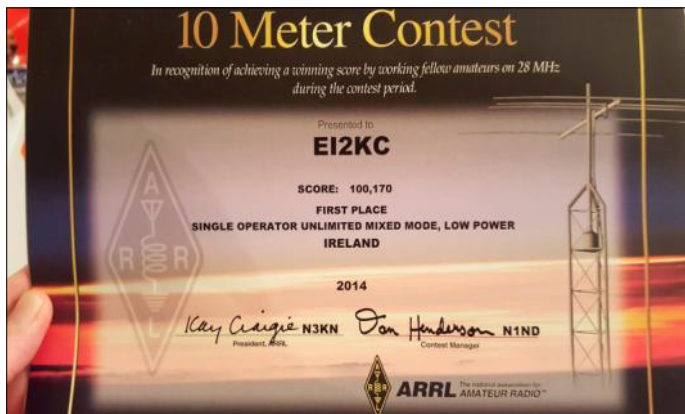 10 Meter Contest
In recognition of achieving a winning score by working fellow amateurs on 28 MHz
during the contest period.
Presented to
EI2KC
SCORE: 100,170
FIRST PLACE
SINGLE OPERATOR UNLIMITED MIXED MODE, LOW POWER
IRELAND
2014
Kay Craigie N3KN Dan Henderson N1ND
President, ARRL Contest Manager
A
R R
L
ARRL The national association for
AMATEUR RADIO™